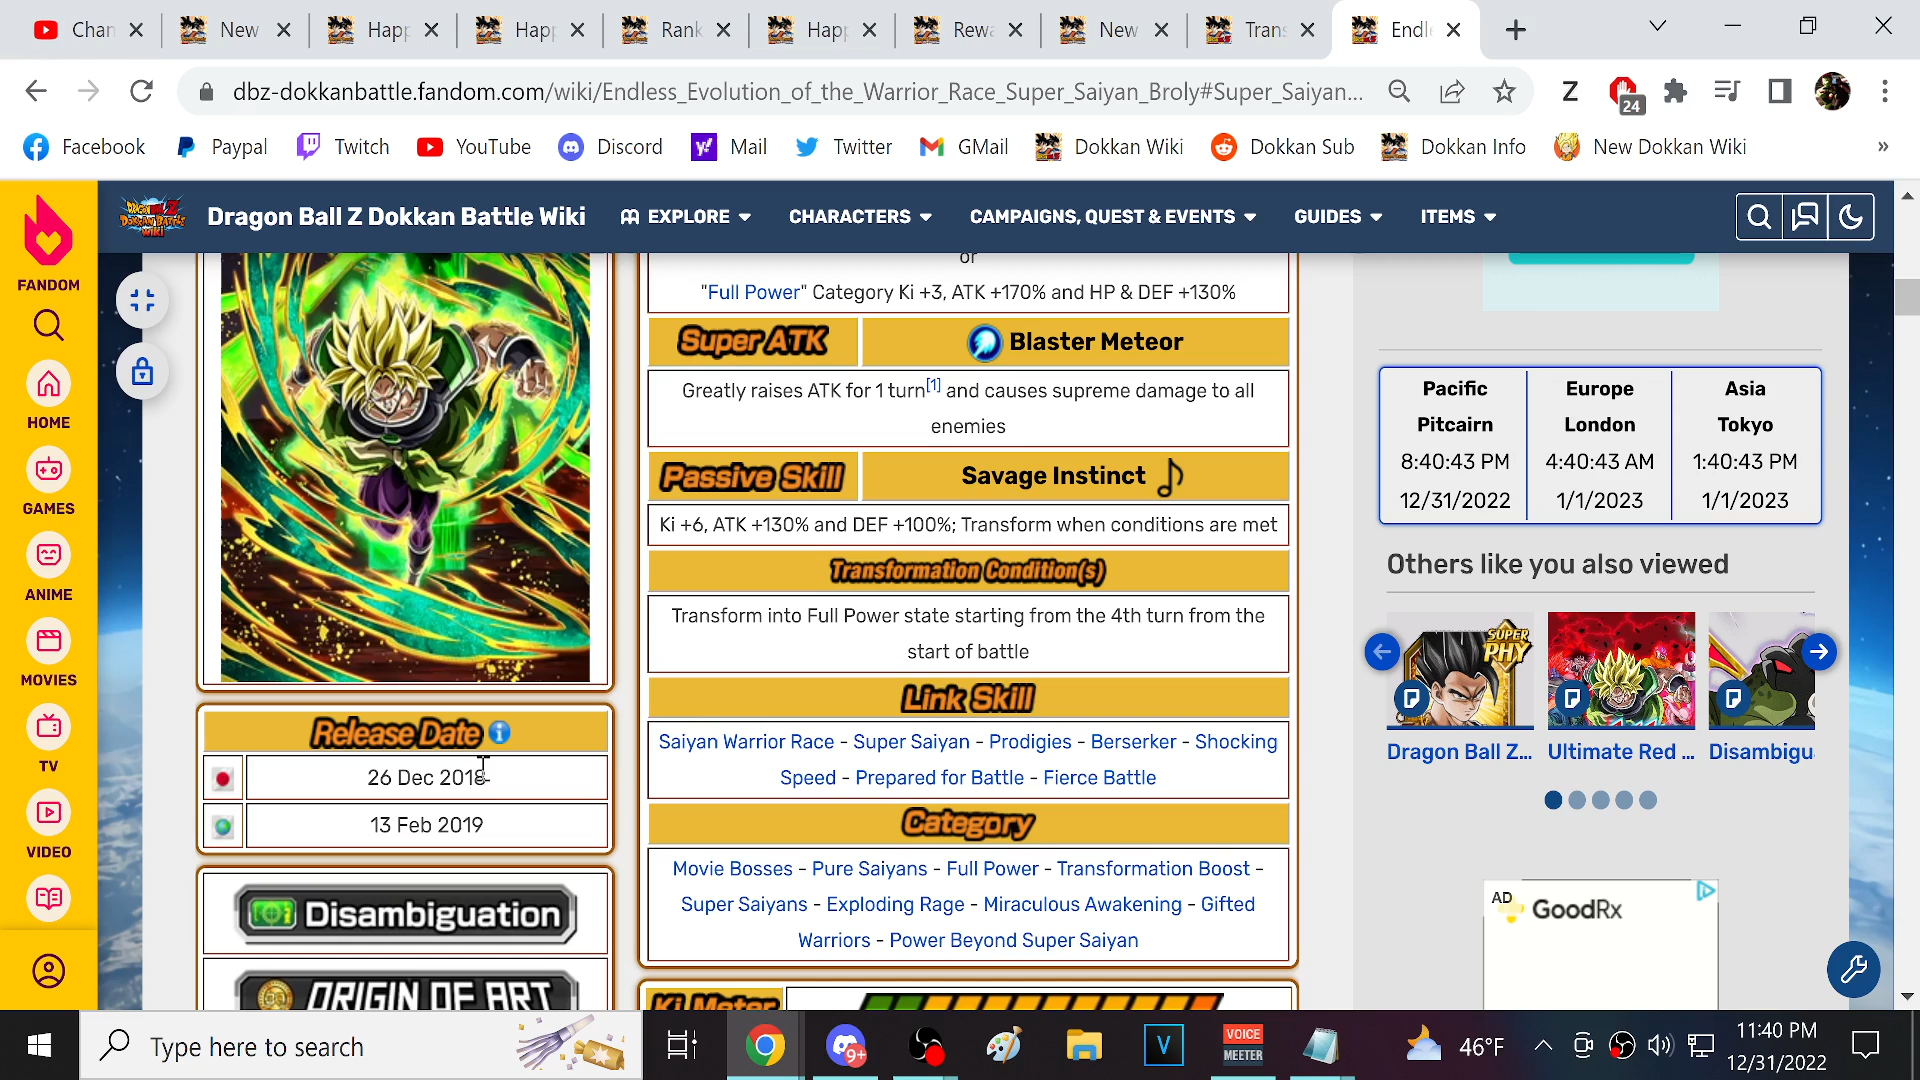 Chan
New
Happ
Happ
Rank
Happ
Rewa
New
Trans
Endle
dbz-dokkanbattle.fandom.com/wiki/Endless_Evolution_of_the_Warrior_Race_Super_Saiyan_Broly#Super_Saiyan...
Z
24
Facebook
Paypal
Twitch
YouTube
Discord
Mail
Twitter
GMail
Dokkan Wiki
Dokkan Sub
Dokkan Info
New Dokkan Wiki
»
Dragon Ball Z Dokkan Battle Wiki
EXPLORE
CHARACTERS
CAMPAIGNS, QUEST & EVENTS
GUIDES
ITEMS
FANDOM
HOME
GAMES
ANIME
MOVIES
TV
VIDEO
Release Date
26 Dec 2018
13 Feb 2019
Disambiguation
ORIGIN OF ART
or
"Full Power" Category Ki +3, ATK +170% and HP & DEF +130%
Super ATK
Blaster Meteor
Greatly raises ATK for 1 turn[1] and causes supreme damage to all
enemies
Passive Skill
Savage Instinct
Ki +6, ATK +130% and DEF +100%; Transform when conditions are met
Transformation Condition(s)
Transform into Full Power state starting from the 4th turn from the
start of battle
Link Skill
Saiyan Warrior Race - Super Saiyan - Prodigies - Berserker - Shocking
Speed - Prepared for Battle - Fierce Battle
Category
Movie Bosses - Pure Saiyans - Full Power - Transformation Boost -
Super Saiyans - Exploding Rage - Miraculous Awakening - Gifted
Warriors - Power Beyond Super Saiyan
Ki Meter
Pacific
Pitcairn
8:40:43 PM
12/31/2022
Europe
London
4:40:43 AM
1/1/2023
Asia
Tokyo
1:40:43 PM
1/1/2023
Others like you also viewed
SUPER
PHY
Dragon Ball Z...
Ultimate Red ...
Disambigu
AD
GoodRx
Type here to search
9+
V
VOICE
MEETER
46°F
11:40 PM
12/31/2022